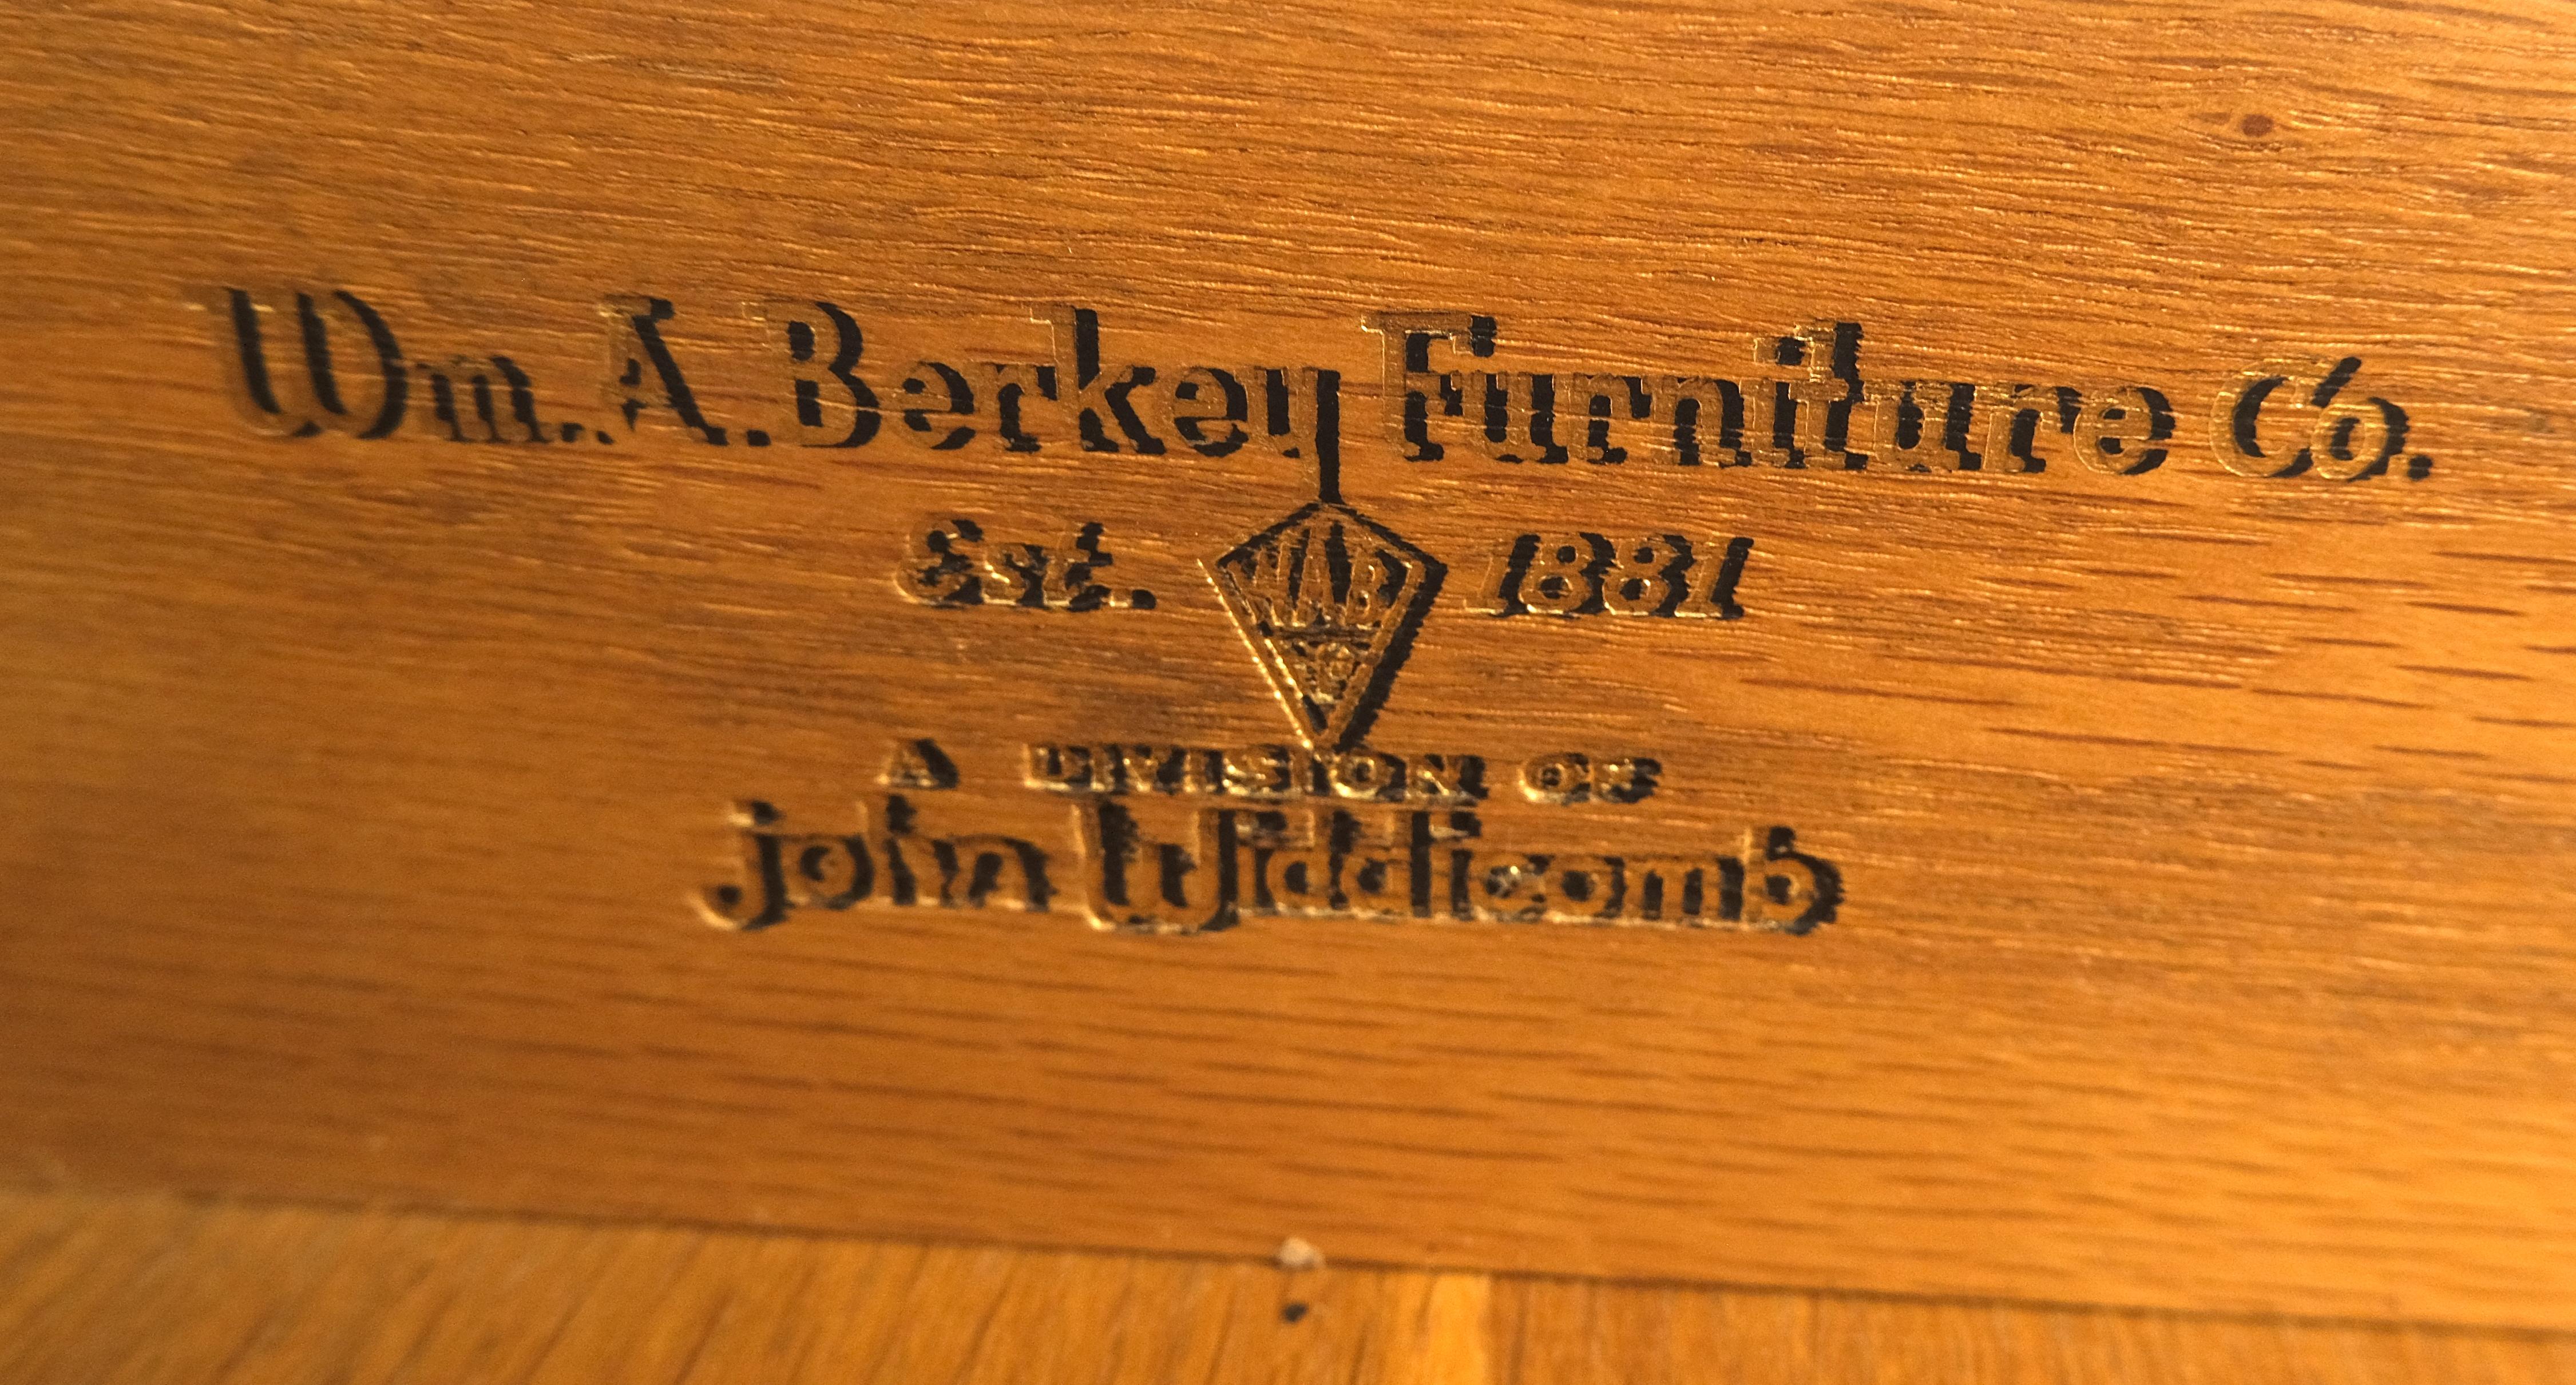 Wm. A. Berkey Furniture Co.
Est. 1881
W.A.B.
A DIVISION OF
John Widdicomb